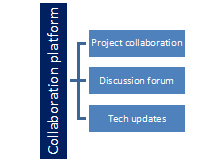 Collaboration platform
Project collaboration
Discussion forum
Tech updates